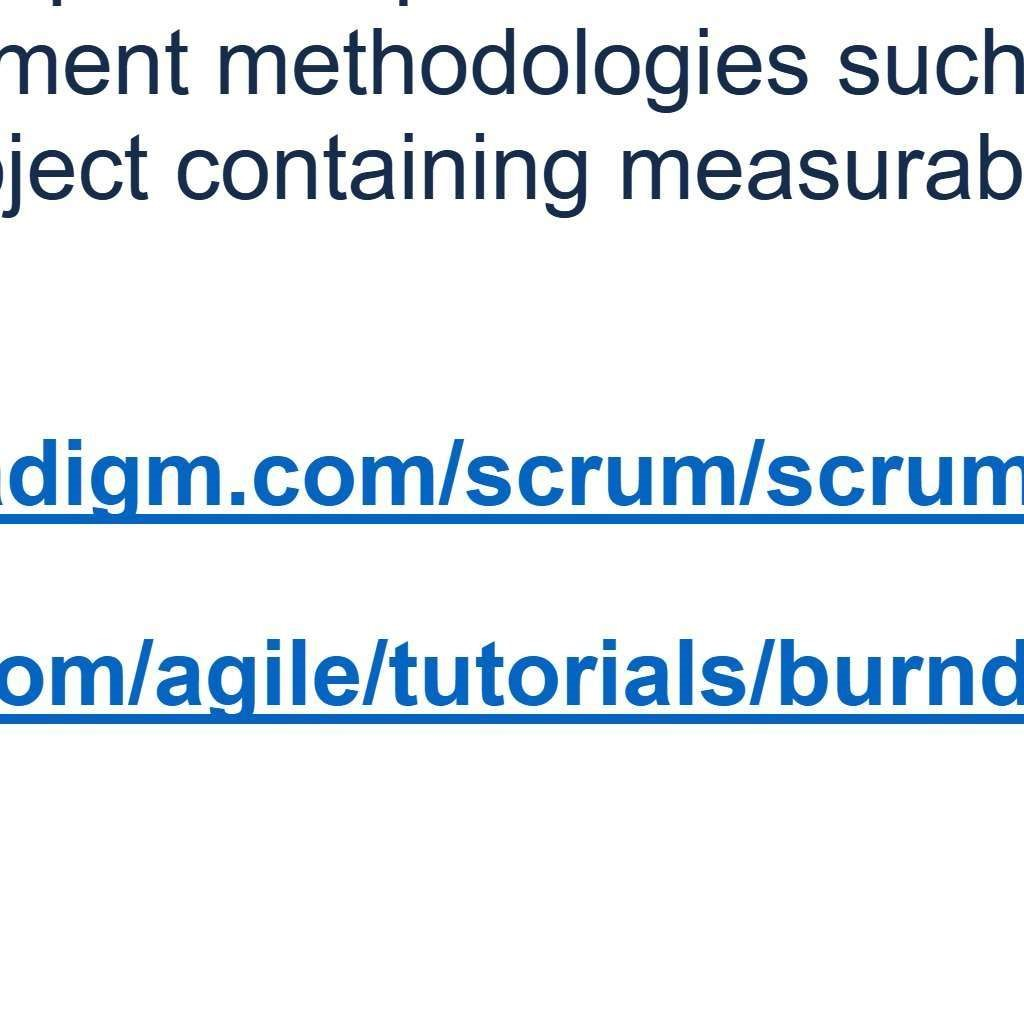 ment methodologies such
ject containing measurab
digm.com/scrum/scrum
om/agile/tutorials/burnd